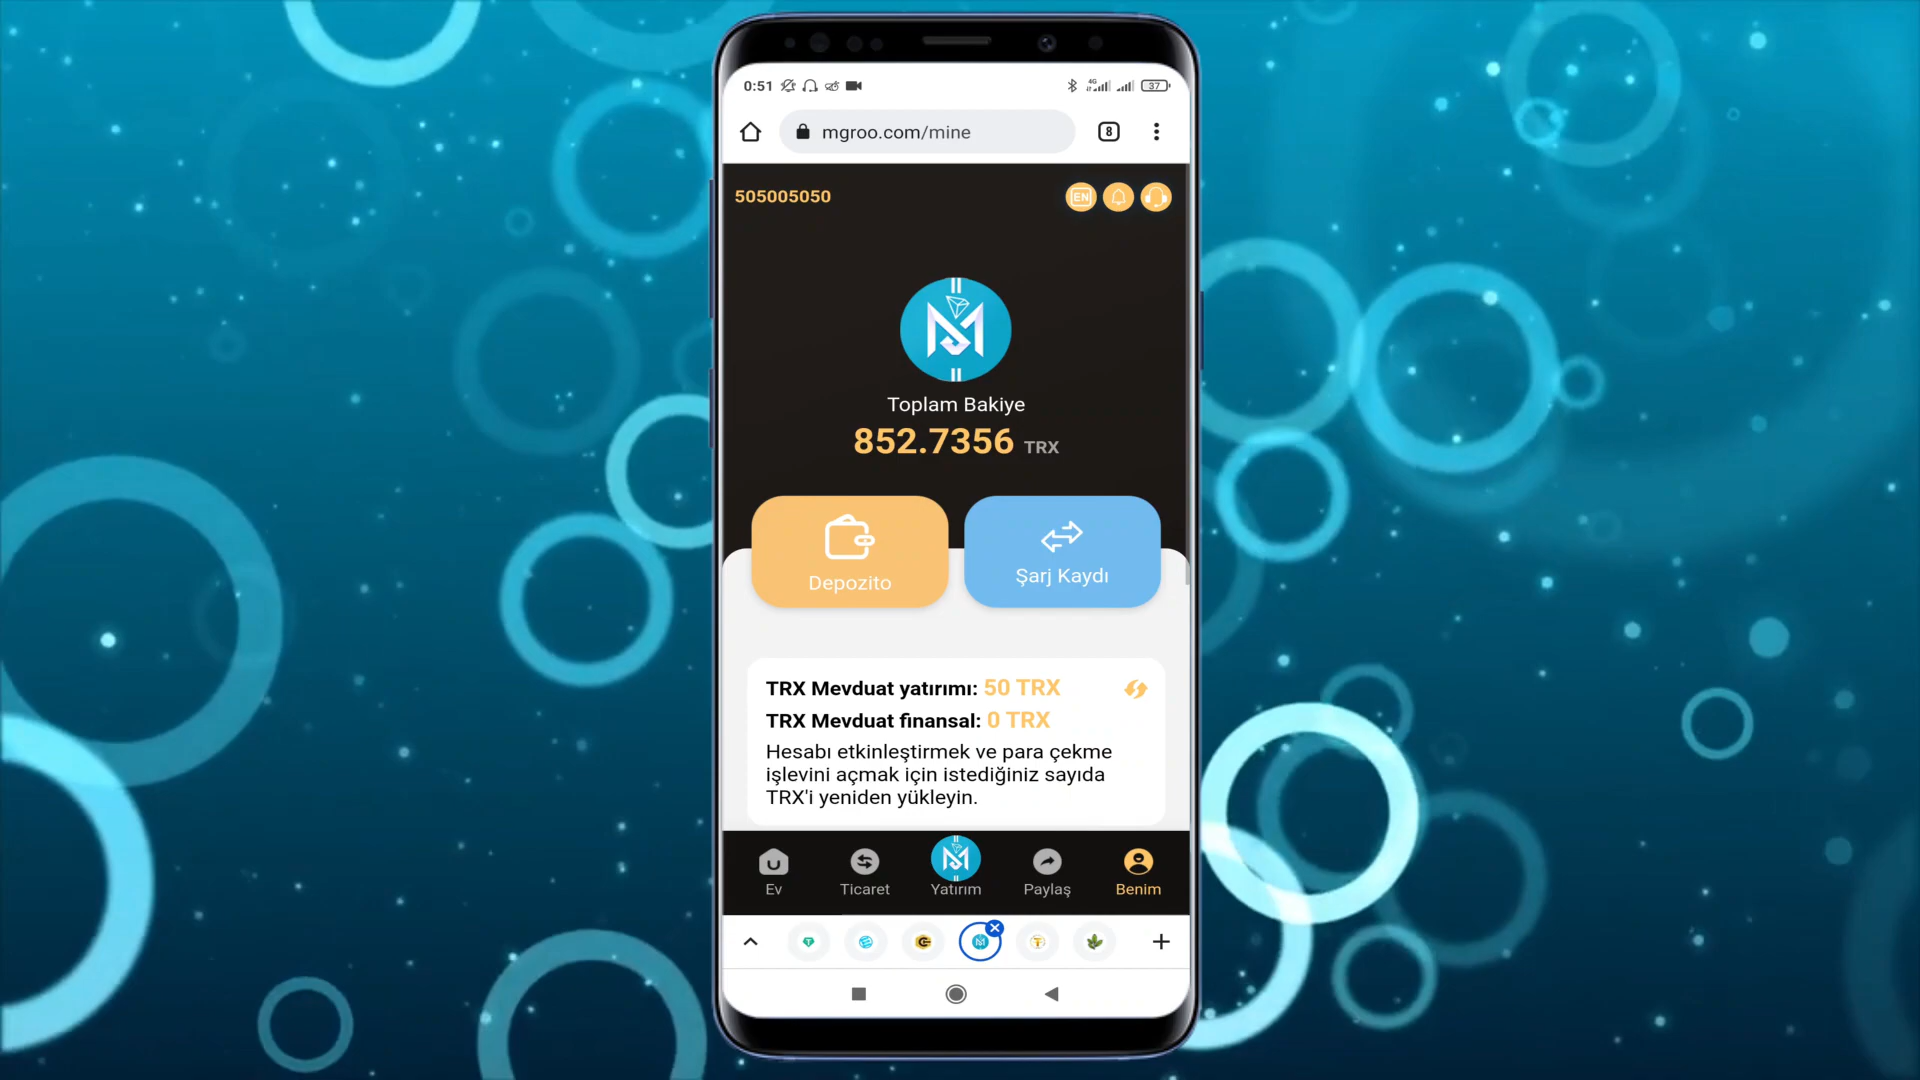 0:51
4G
37
mgroo.com/mine
8
505005050
EN
Toplam Bakiye
852.7356 TRX
Depozito
Şarj Kaydı
TRX Mevduat yatırımı: 50 TRX
TRX Mevduat finansal: 0 TRX
Hesabı etkinleştirmek ve para çekme
işlevini açmak için istediğiniz sayıda
TRX'i yeniden yükleyin.
Ev
Ticaret
Yatırım
Paylaş
Benim